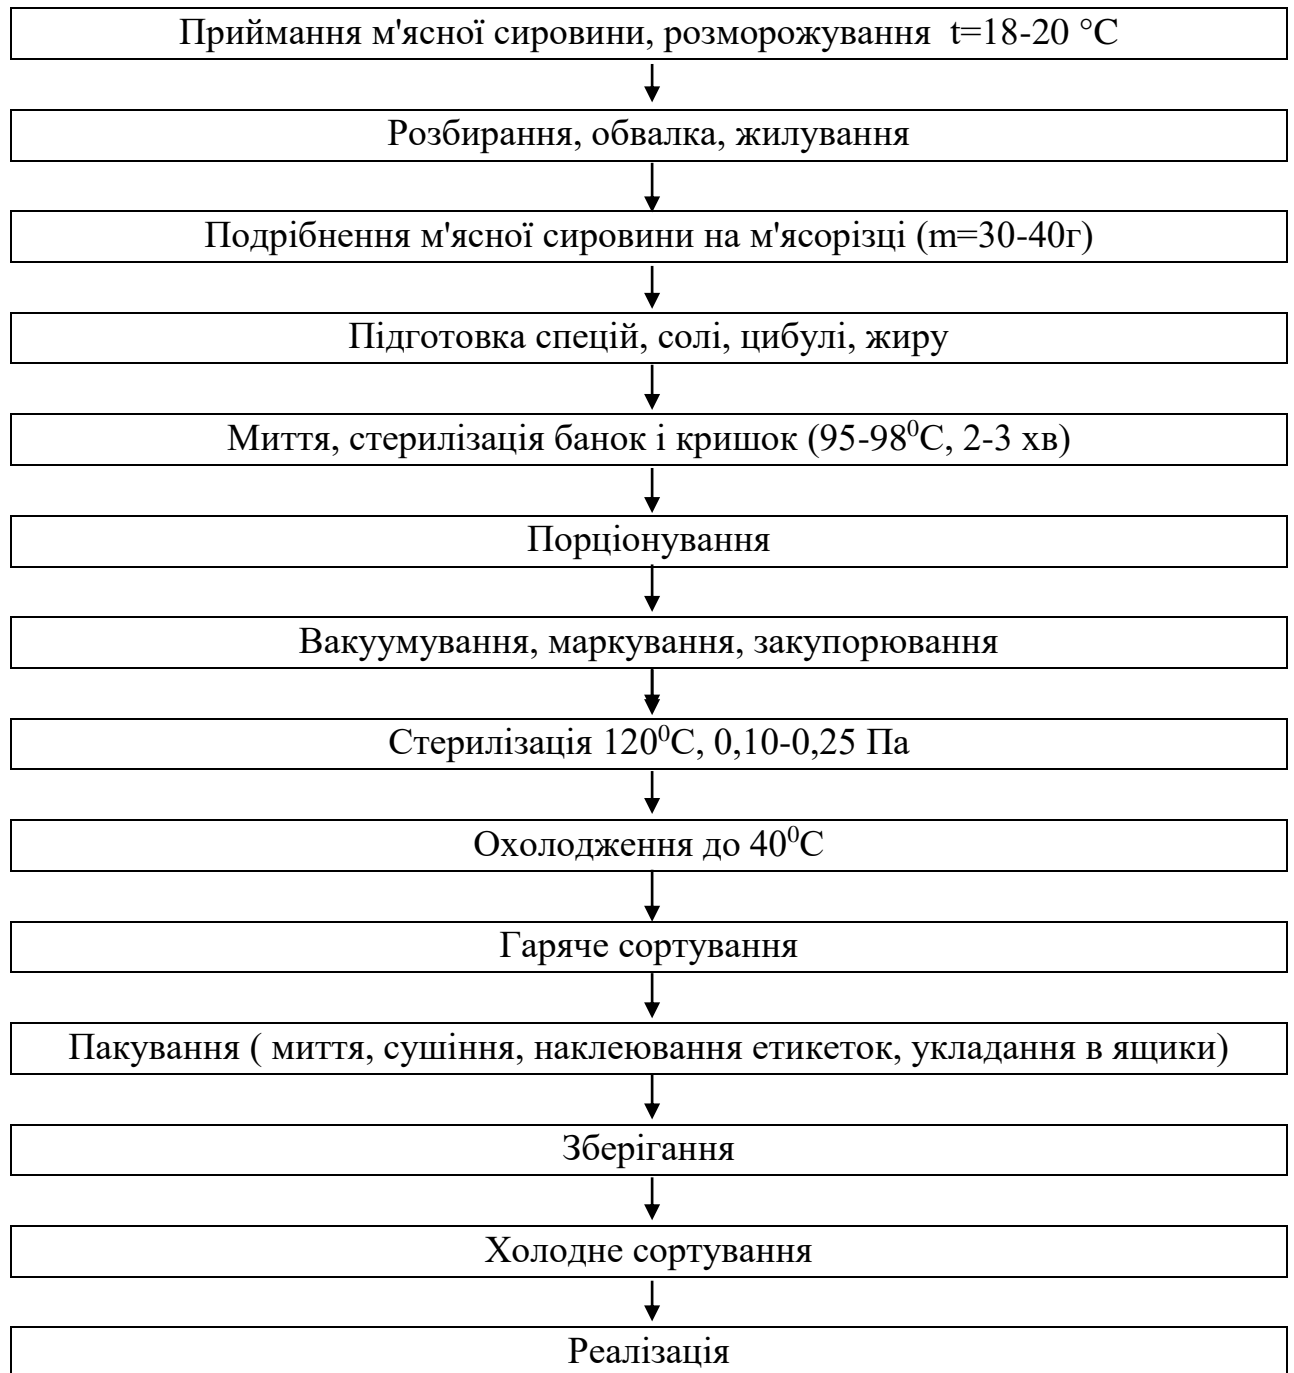 Приймання м'ясної сировини, розморожування t=18-20 °С
Розбирання, обвалка, жилування
Подрібнення м'ясної сировини на м'ясорізці (m=30-40г)
Підготовка спецій, солі, цибулі, жиру
Миття, стерилізація банок і кришок (95-98⁰С, 2-3 хв)
Порціонування
Вакуумування, маркування, закупорювання
Стерилізація 120⁰С, 0,10-0,25 Па
Охолодження до 40⁰С
Гаряче сортування
Пакування ( миття, сушіння, наклеювання етикеток, укладання в ящики)
Зберігання
Холодне сортування
Реалізація